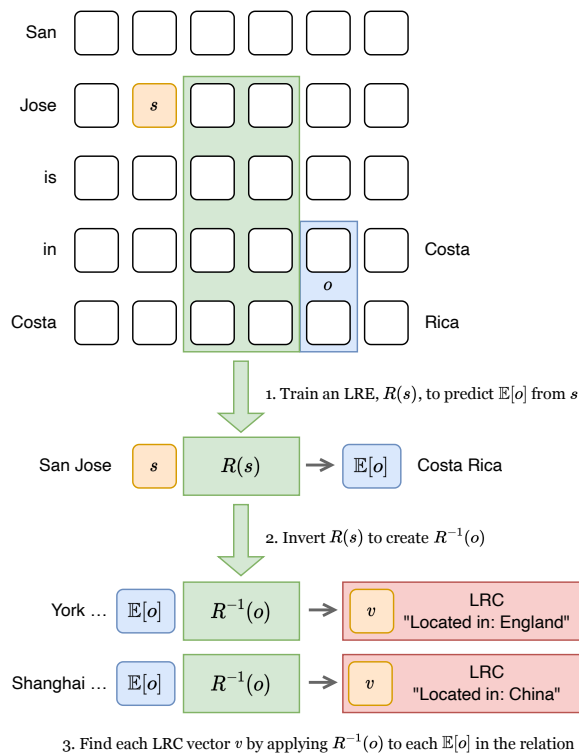 San
Jose s
is
in Costa
o
Costa Rica
1. Train an LRE, R(s), to predict 𝔼[o] from s
San Jose s R(s) 𝔼[o] Costa Rica
2. Invert R(s) to create R⁻¹(o)
York ... 𝔼[o] R⁻¹(o) v LRC
"Located in: England"
Shanghai ... 𝔼[o] R⁻¹(o) v LRC
"Located in: China"
3. Find each LRC vector v by applying R⁻¹(o) to each 𝔼[o] in the relation